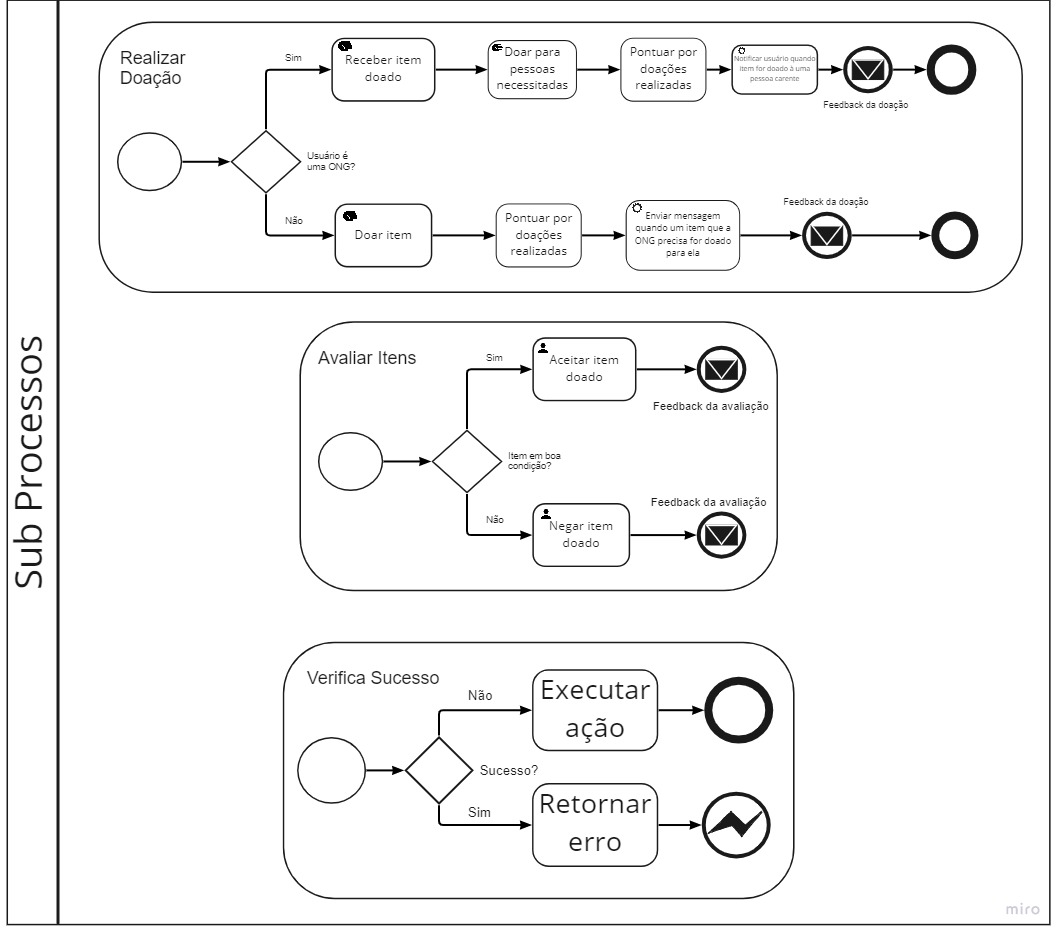 Sub Processos
Realizar
Doação
Sim
Receber item
doado
Doar para
pessoas
necessitadas
Pontuar por
doações
realizadas
Notificar usuário quando
item for doado à uma
pessoa carente
Feedback da doação
Usuário é
uma ONG?
Não
Doar item
Pontuar por
doações
realizadas
Enviar mensagem
quando um item que a
ONG precisa for doado
para ela
Feedback da doação
Avaliar Itens
Sim
Aceitar item
doado
Feedback da avaliação
Item em boa
condição?
Não
Negar item
doado
Feedback da avaliação
Verifica Sucesso
Não
Executar
ação
Sucesso?
Sim
Retornar
erro
miro